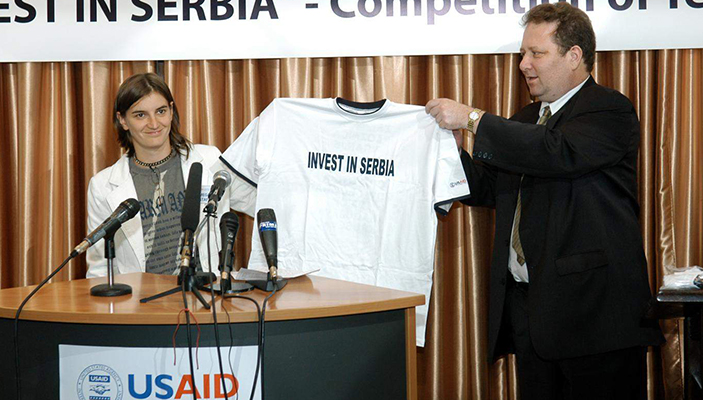 EST IN SERBIA" - Competition of
INVEST IN SERBIA
USAID